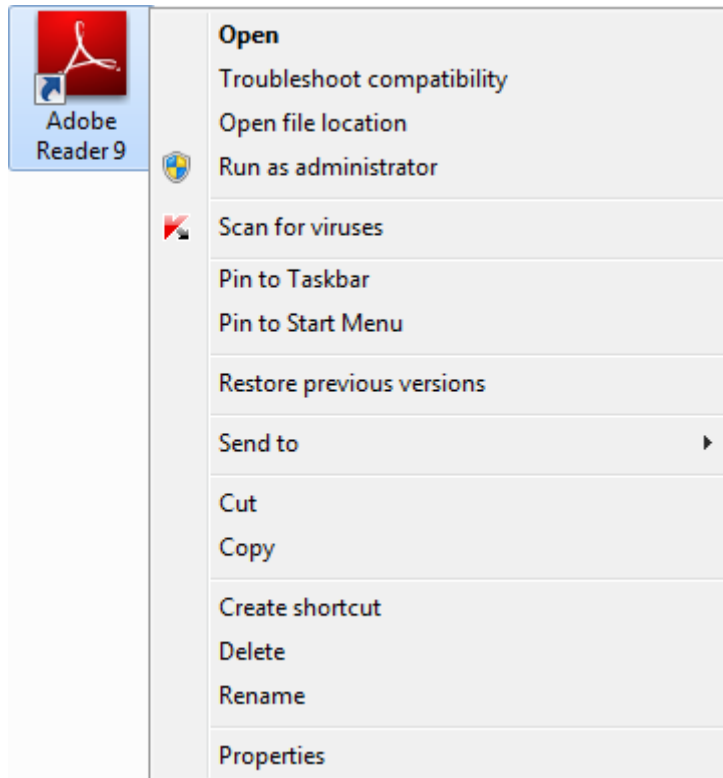 Adobe
Reader 9
Open
Troubleshoot compatibility
Open file location
Run as administrator
Scan for viruses
Pin to Taskbar
Pin to Start Menu
Restore previous versions
Send to
Cut
Copy
Create shortcut
Delete
Rename
Properties